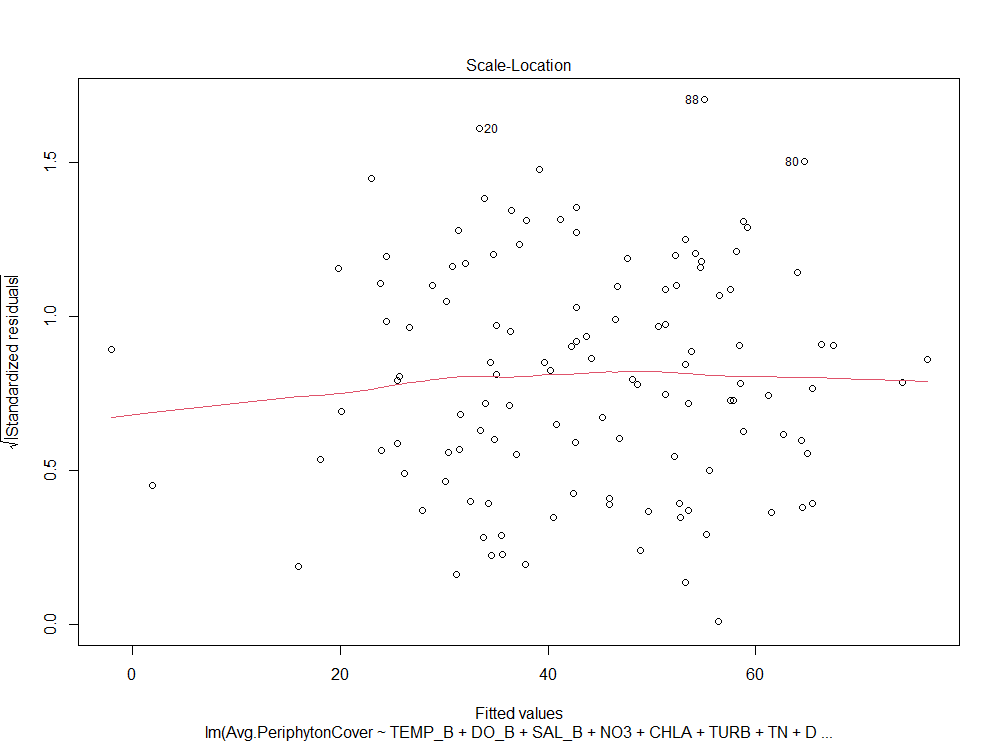 Scale-Location
88
20
80
√|Standardized residuals|
0.0
0.5
1.0
1.5
0
20
40
60
Fitted values
lm(Avg.PeriphytonCover ~ TEMP_B + DO_B + SAL_B + NO3 + CHLA + TURB + TN + D ...